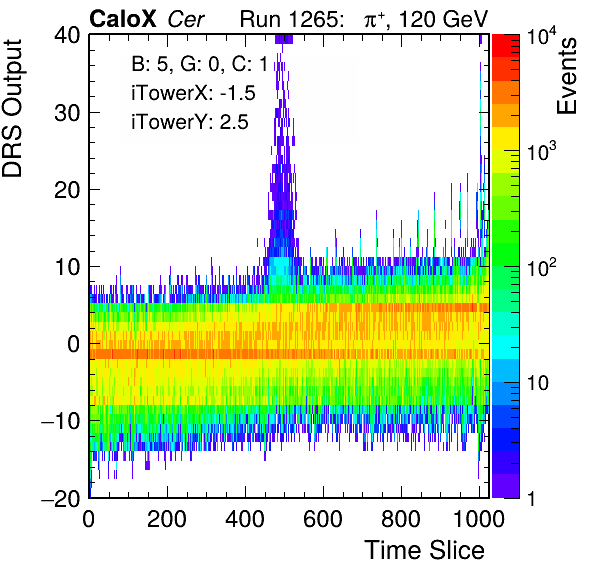 CaloX Cer Run 1265: π⁺, 120 GeV
B: 5, G: 0, C: 1
iTowerX: -1.5
iTowerY: 2.5
DRS Output
40
30
20
10
0
−10
−20
0 200 400 600 800 1000
Time Slice
Events
10⁴
10³
10²
10
1